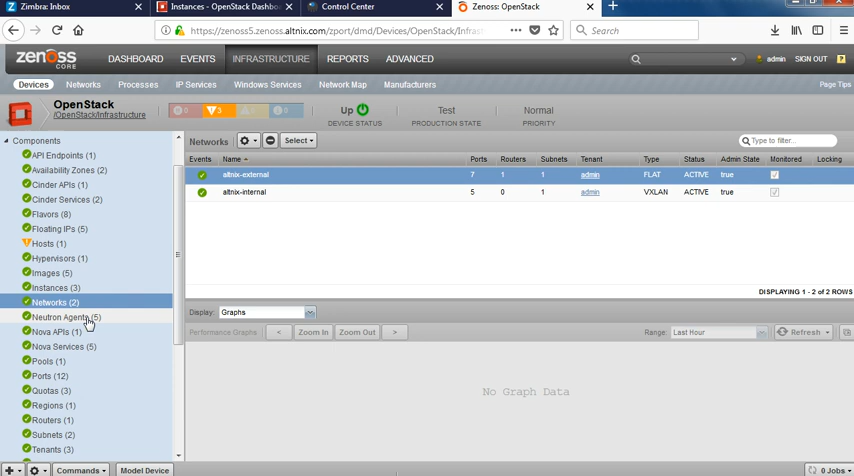 Zimbra: Inbox
Instances - OpenStack Dashbo
Control Center
Zenoss: OpenStack
https://zenoss5.zenoss.altnix.com/zport/dmd/Devices/OpenStack/Infrast
Search
zenoss CORE
DASHBOARD EVENTS INFRASTRUCTURE REPORTS ADVANCED
admin SIGN OUT ?
Devices Networks Processes IP Services Windows Services Network Map Manufacturers
Page Tips
OpenStack
/OpenStack/Infrastructure
0 3 0
Up
DEVICE STATUS
Test
PRODUCTION STATE
Normal
PRIORITY
Components
API Endpoints (1)
Availability Zones (2)
Cinder APIs (1)
Cinder Services (2)
Flavors (8)
Floating IPs (5)
Hosts (1)
Hypervisors (1)
Images (5)
Instances (3)
Networks (2)
Neutron Agents (5)
Nova APIs (1)
Nova Services (5)
Pools (1)
Ports (12)
Quotas (3)
Regions (1)
Routers (1)
Subnets (2)
Tenants (3)
Networks
Select
Type to filter...
Events Name Ports Routers Subnets Tenant Type Status Admin State Monitored Locking
altnix-external 7 1 1 admin FLAT ACTIVE true
altnix-internal 5 0 1 admin VXLAN ACTIVE true
DISPLAYING 1 - 2 of 2 ROWS
Display: Graphs
Performance Graphs < Zoom In Zoom Out > Range: Last Hour Refresh
No Graph Data
Commands Model Device
0 Jobs